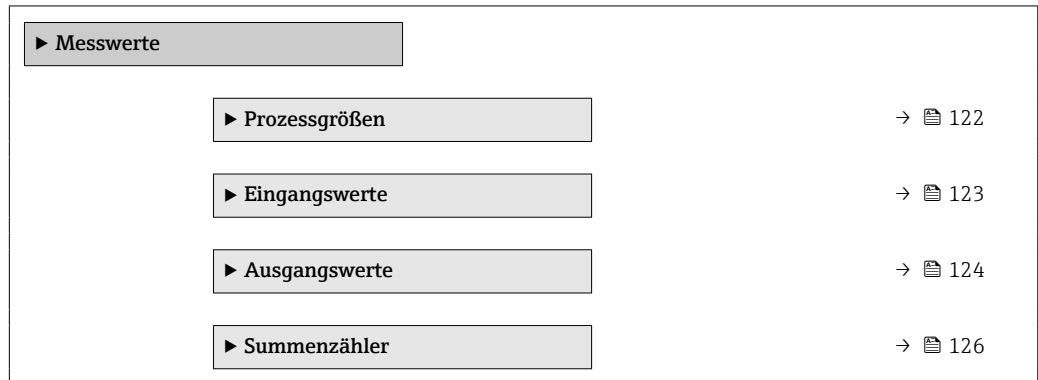 ▶ Messwerte
▶ Prozessgrößen → 122
▶ Eingangswerte → 123
▶ Ausgangswerte → 124
▶ Summenzähler → 126